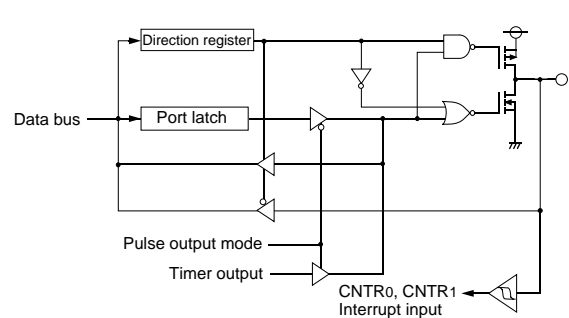 Direction register
Data bus
Port latch
Pulse output mode
Timer output
CNTR0, CNTR1
Interrupt input